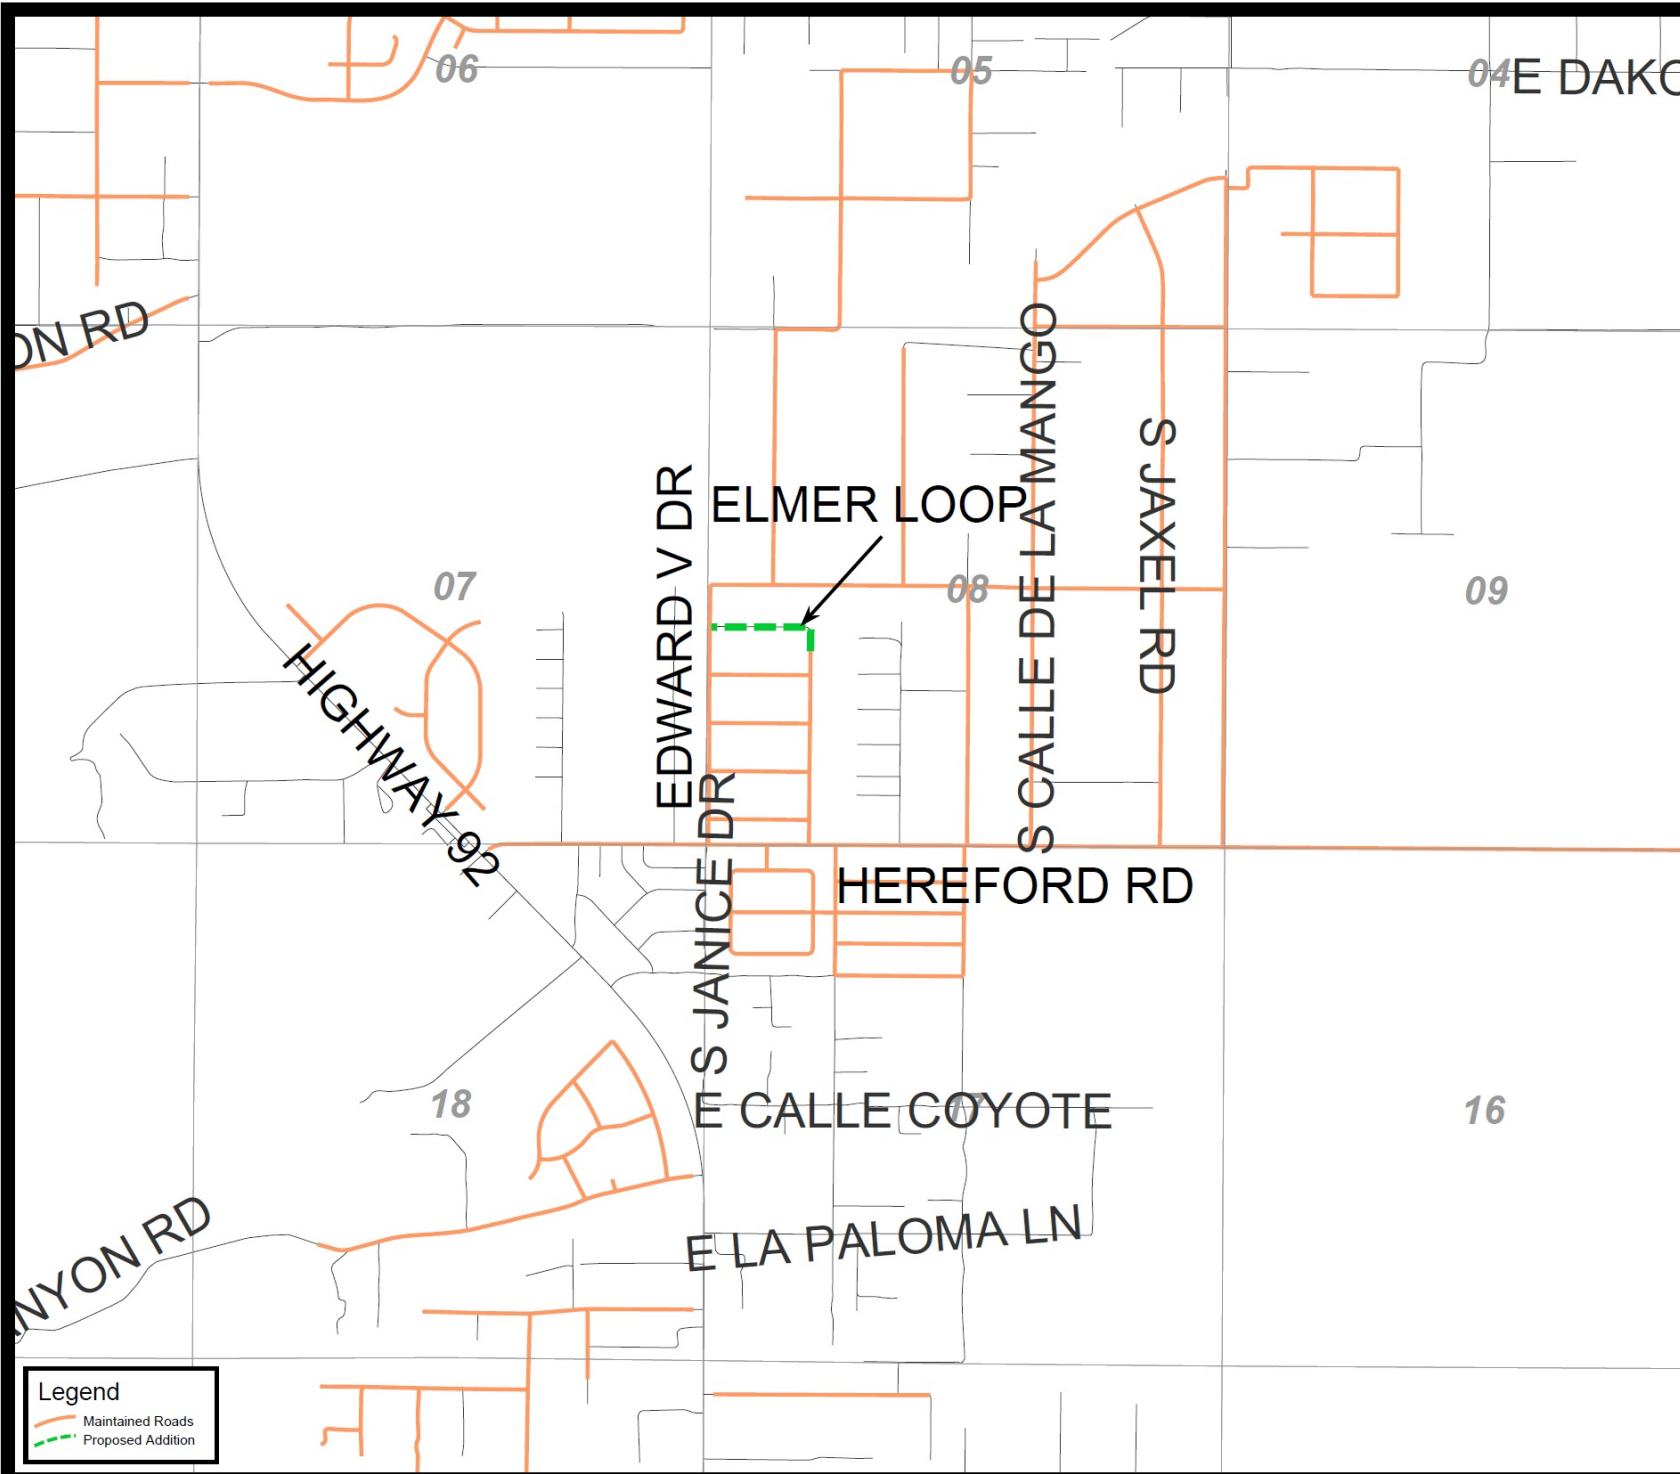 06
05
04
E DAKO
ON RD
ELMER LOOP
EDWARD V DR
S CALLE DE LA MANGO
S JAXEL RD
07
08
09
HIGHWAY 92
S JANICE DR
HEREFORD RD
18
E CALLE COYOTE
17
16
E LA PALOMA LN
NYON RD
Legend
Maintained Roads
Proposed Addition